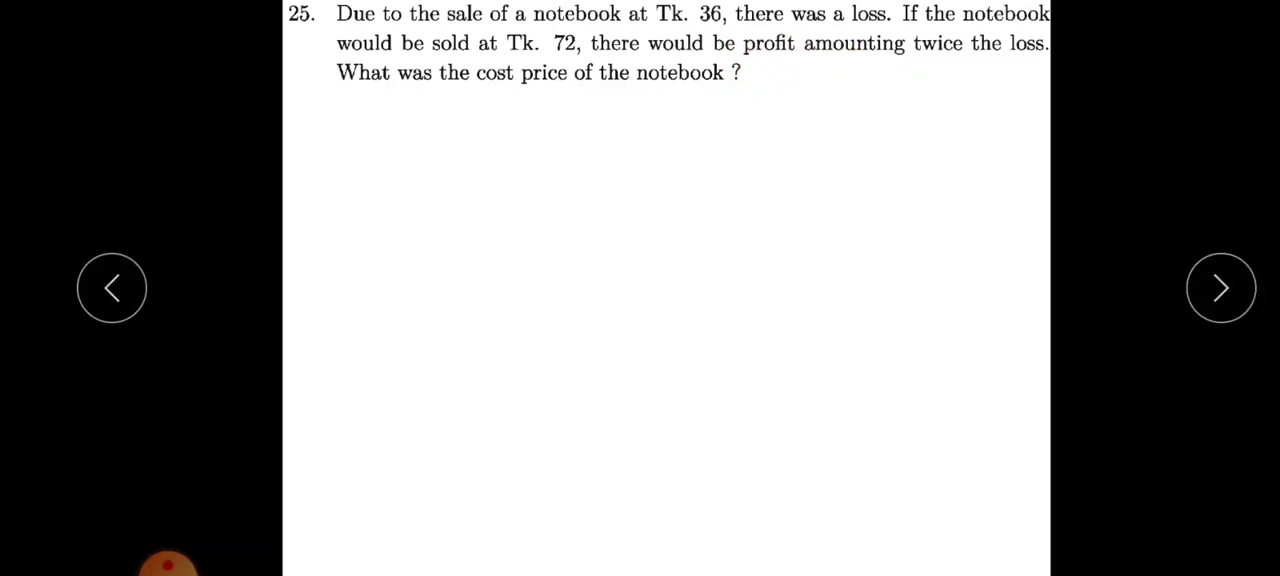 25. Due to the sale of a notebook at Tk. 36, there was a loss. If the notebook
would be sold at Tk. 72, there would be profit amounting twice the loss.
What was the cost price of the notebook ?